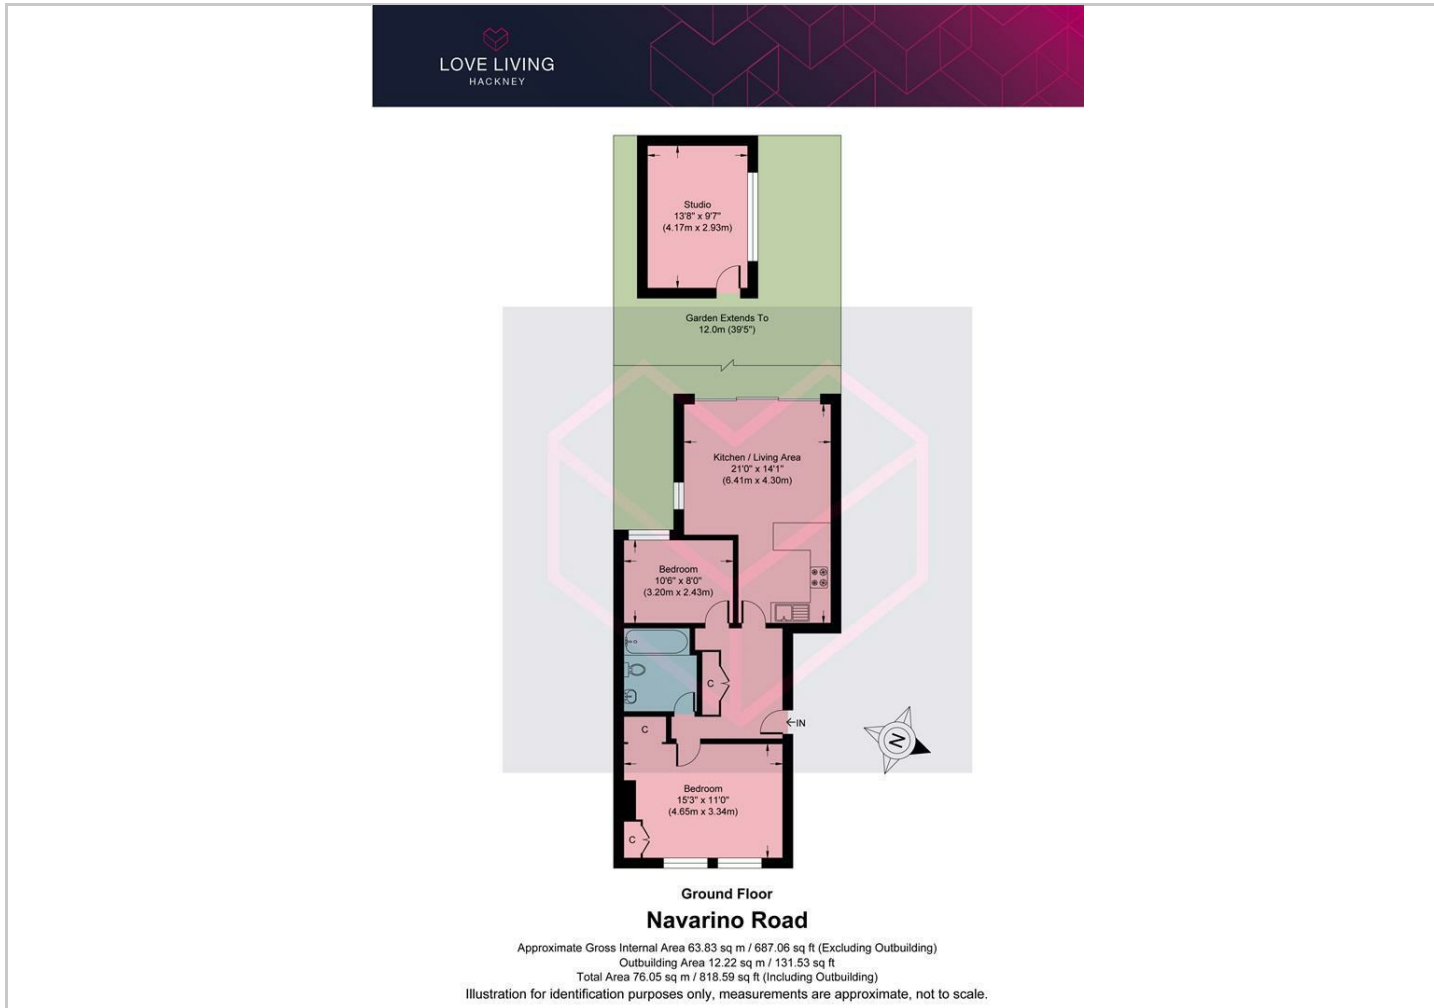 LOVE LIVING
HACKNEY
Studio
13'8" x 9'7"
(4.17m x 2.93m)
Garden Extends To
12.0m (39'5")
Kitchen / Living Area
21'0" x 14'1"
(6.41m x 4.30m)
Bedroom
10'6" x 8'0"
(3.20m x 2.43m)
C
IN
C
N
Bedroom
15'3" x 11'0"
(4.65m x 3.34m)
C
Ground Floor
Navarino Road
Approximate Gross Internal Area 63.83 sq m / 687.06 sq ft (Excluding Outbuilding)
Outbuilding Area 12.22 sq m / 131.53 sq ft
Total Area 76.05 sq m / 818.59 sq ft (Including Outbuilding)
Illustration for identification purposes only, measurements are approximate, not to scale.